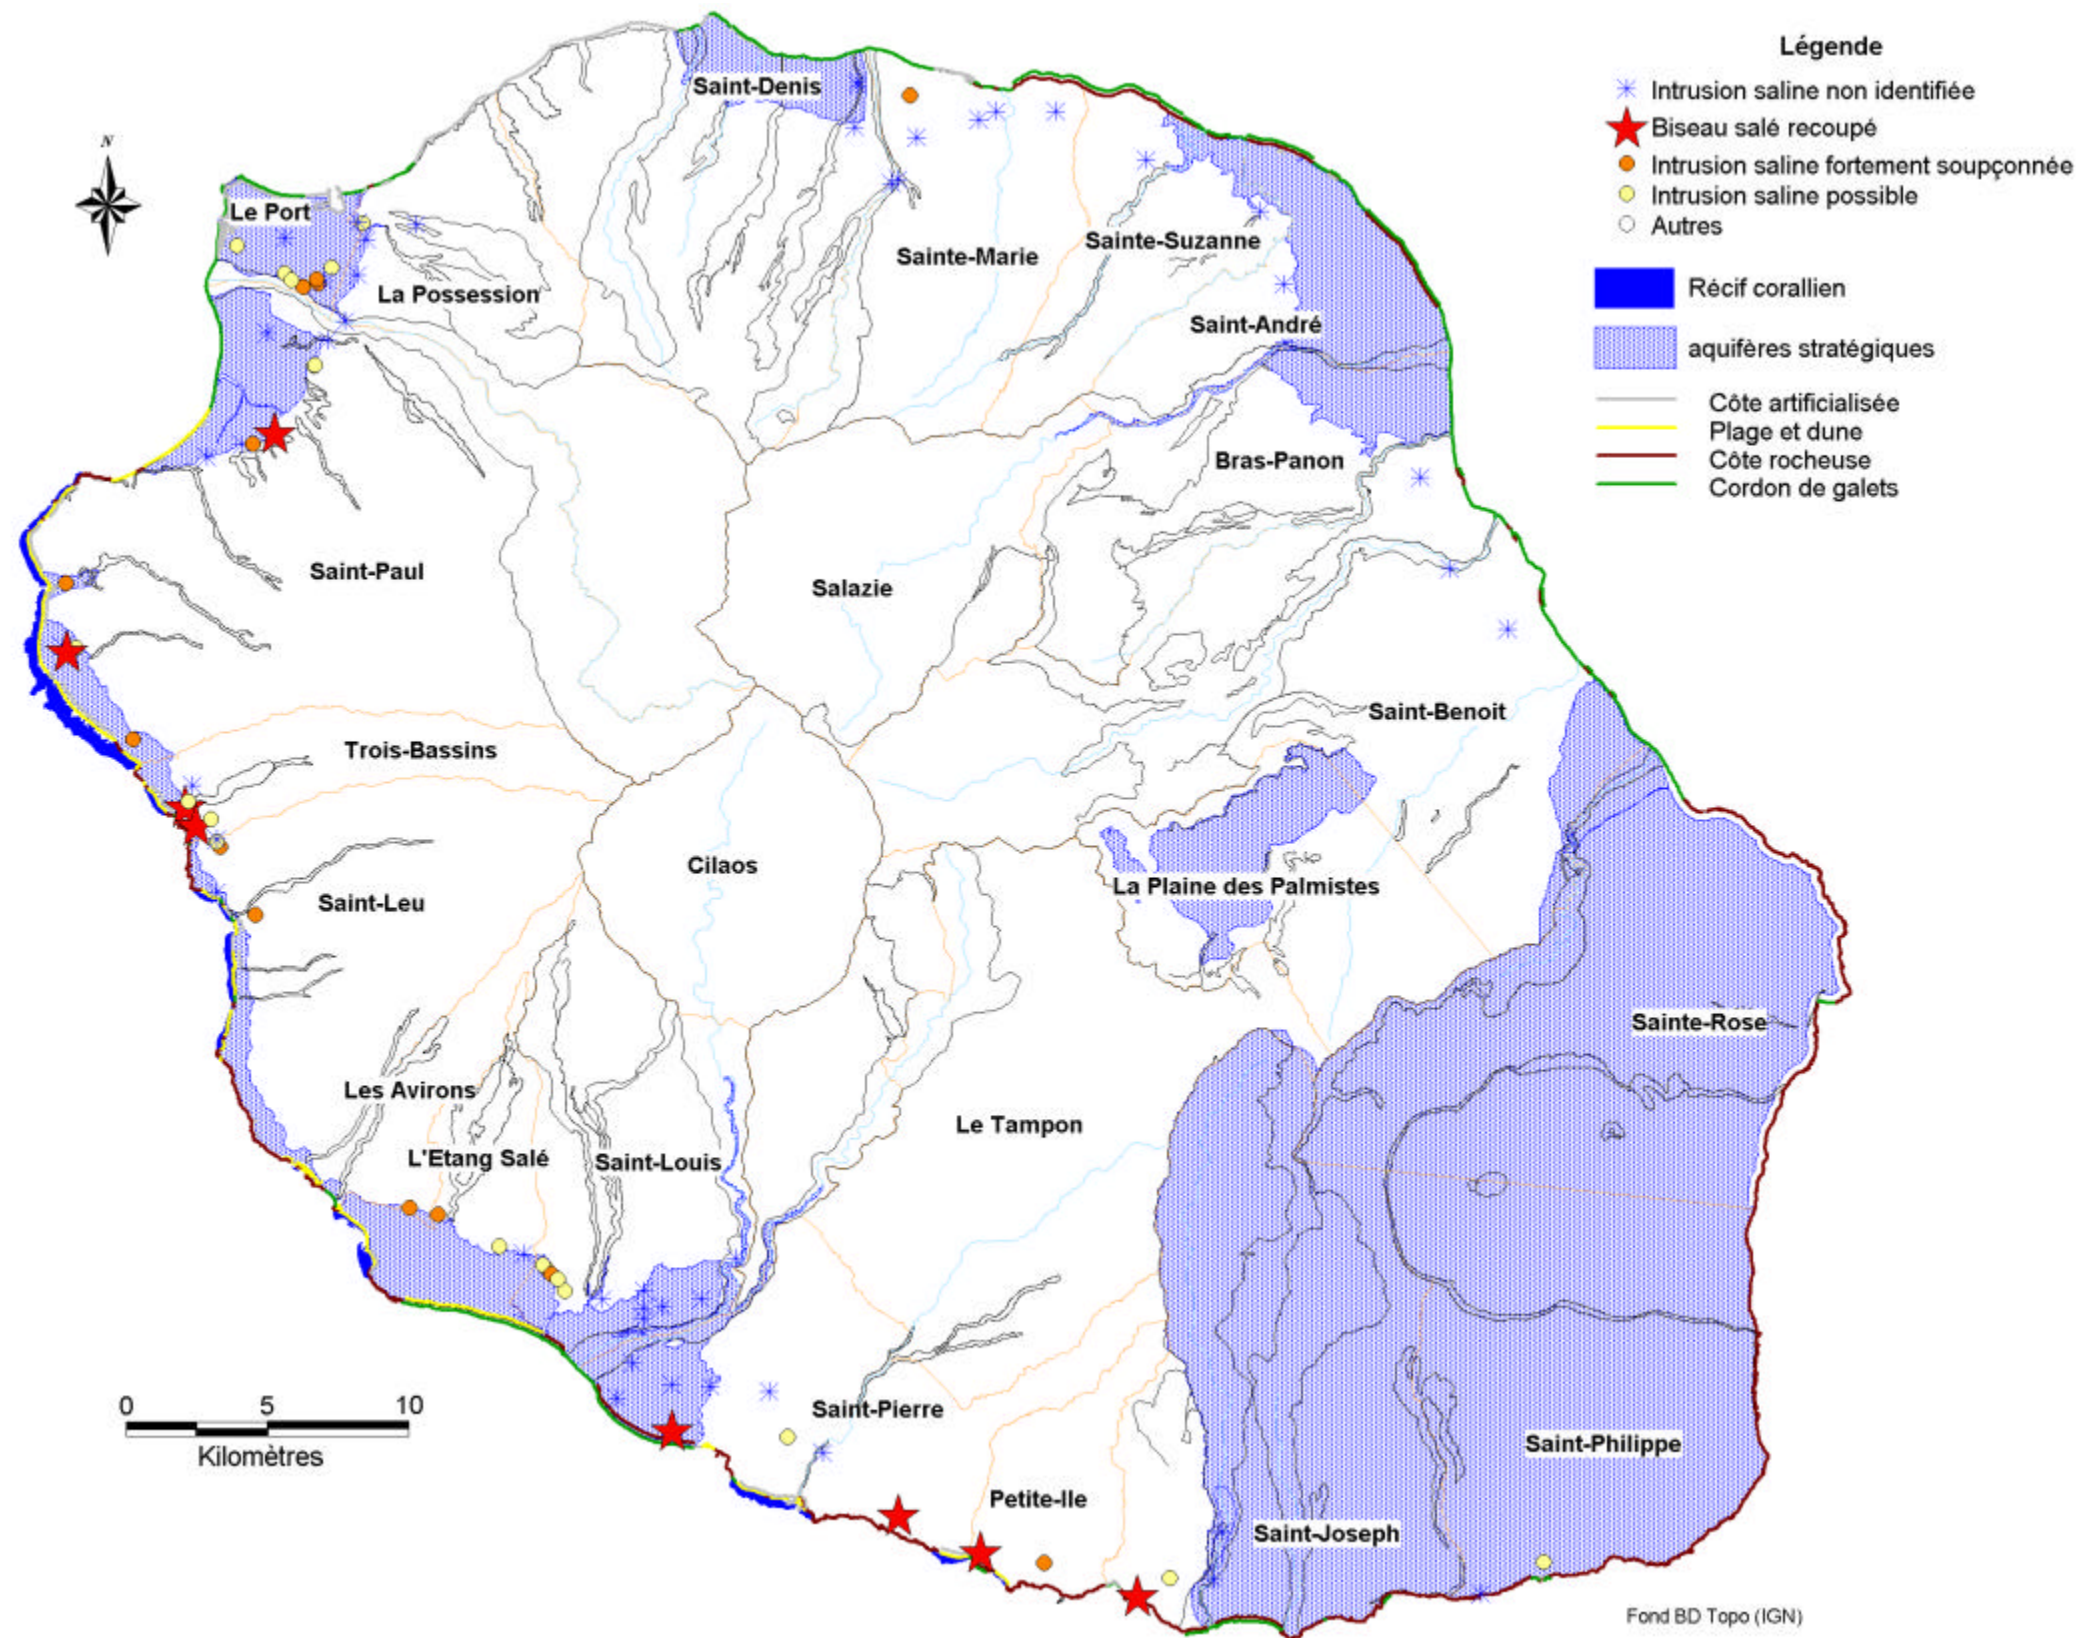 Légende
Intrusion saline non identifiée
Biseau salé recoupé
Intrusion saline fortement soupçonnée
Intrusion saline possible
Autres
Récif corallien
aquifères stratégiques
Côte artificialisée
Plage et dune
Côte rocheuse
Cordon de galets
N
Saint-Denis
Le Port
La Possession
Sainte-Marie
Sainte-Suzanne
Saint-André
Bras-Panon
Saint-Paul
Salazie
Saint-Benoit
Trois-Bassins
Cilaos
La Plaine des Palmistes
Saint-Leu
Sainte-Rose
Les Avirons
Le Tampon
L'Etang Salé
Saint-Louis
0 5 10
Kilomètres
Saint-Pierre
Saint-Philippe
Petite-Ile
Saint-Joseph
Fond BD Topo (IGN)